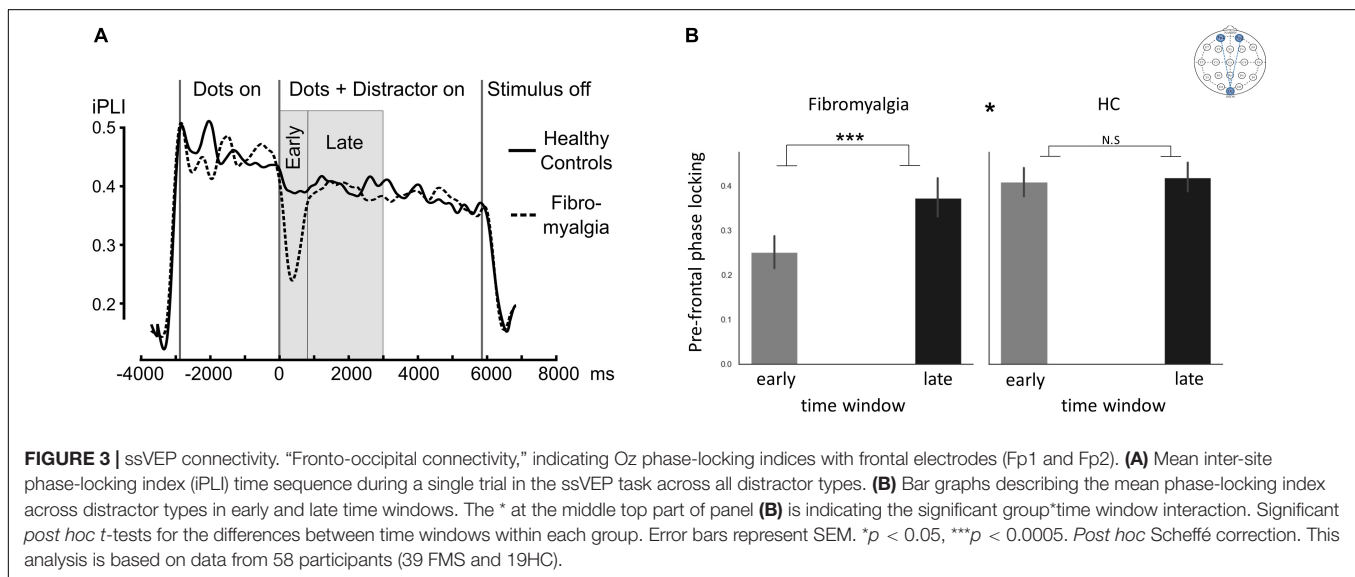 A
iPLI
Dots on
Dots + Distractor on
Stimulus off
0.5
0.4
0.3
0.2
Early
Late
Healthy
Controls
Fibro-
myalgia
-4000 -2000 0 2000 4000 6000 8000 ms
B
Fibromyalgia * HC
*** N.S
Pre-frontal phase locking
0.4
0.3
0.2
0.1
0.0
early late early late
time window time window
FIGURE 3 | ssVEP connectivity. “Fronto-occipital connectivity,” indicating Oz phase-locking indices with frontal electrodes (Fp1 and Fp2). (A) Mean inter-site
phase-locking index (iPLI) time sequence during a single trial in the ssVEP task across all distractor types. (B) Bar graphs describing the mean phase-locking index
across distractor types in early and late time windows. The * at the middle top part of panel (B) is indicating the significant group*time window interaction. Significant
post hoc t-tests for the differences between time windows within each group. Error bars represent SEM. *p < 0.05, ***p < 0.0005. Post hoc Scheffé correction. This
analysis is based on data from 58 participants (39 FMS and 19HC).